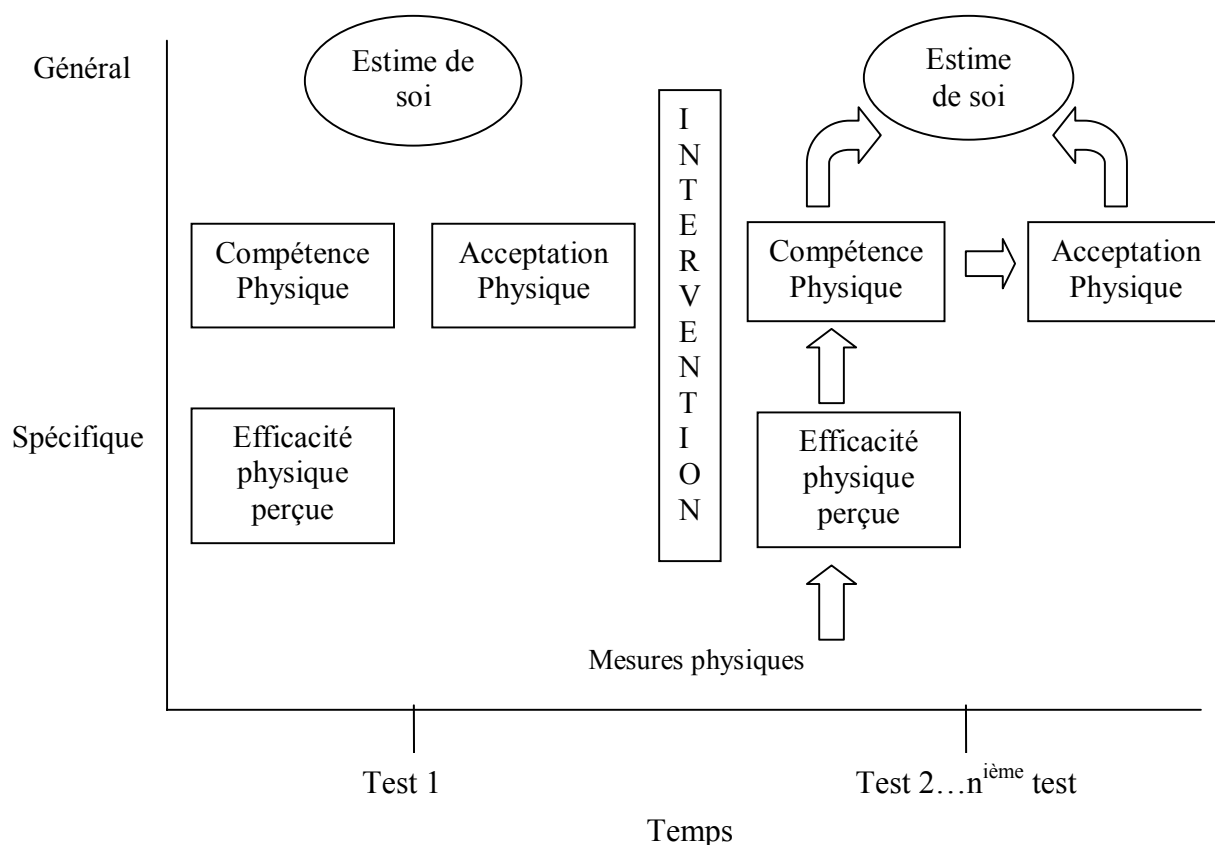 Général
Estime de
soi
Estime
de soi
I
N
T
E
R
V
E
N
T
I
O
N
Compétence
Physique
Acceptation
Physique
Compétence
Physique
Acceptation
Physique
Spécifique
Efficacité
physique
perçue
Efficacité
physique
perçue
Mesures physiques
Test 1
Test 2…nième test
Temps